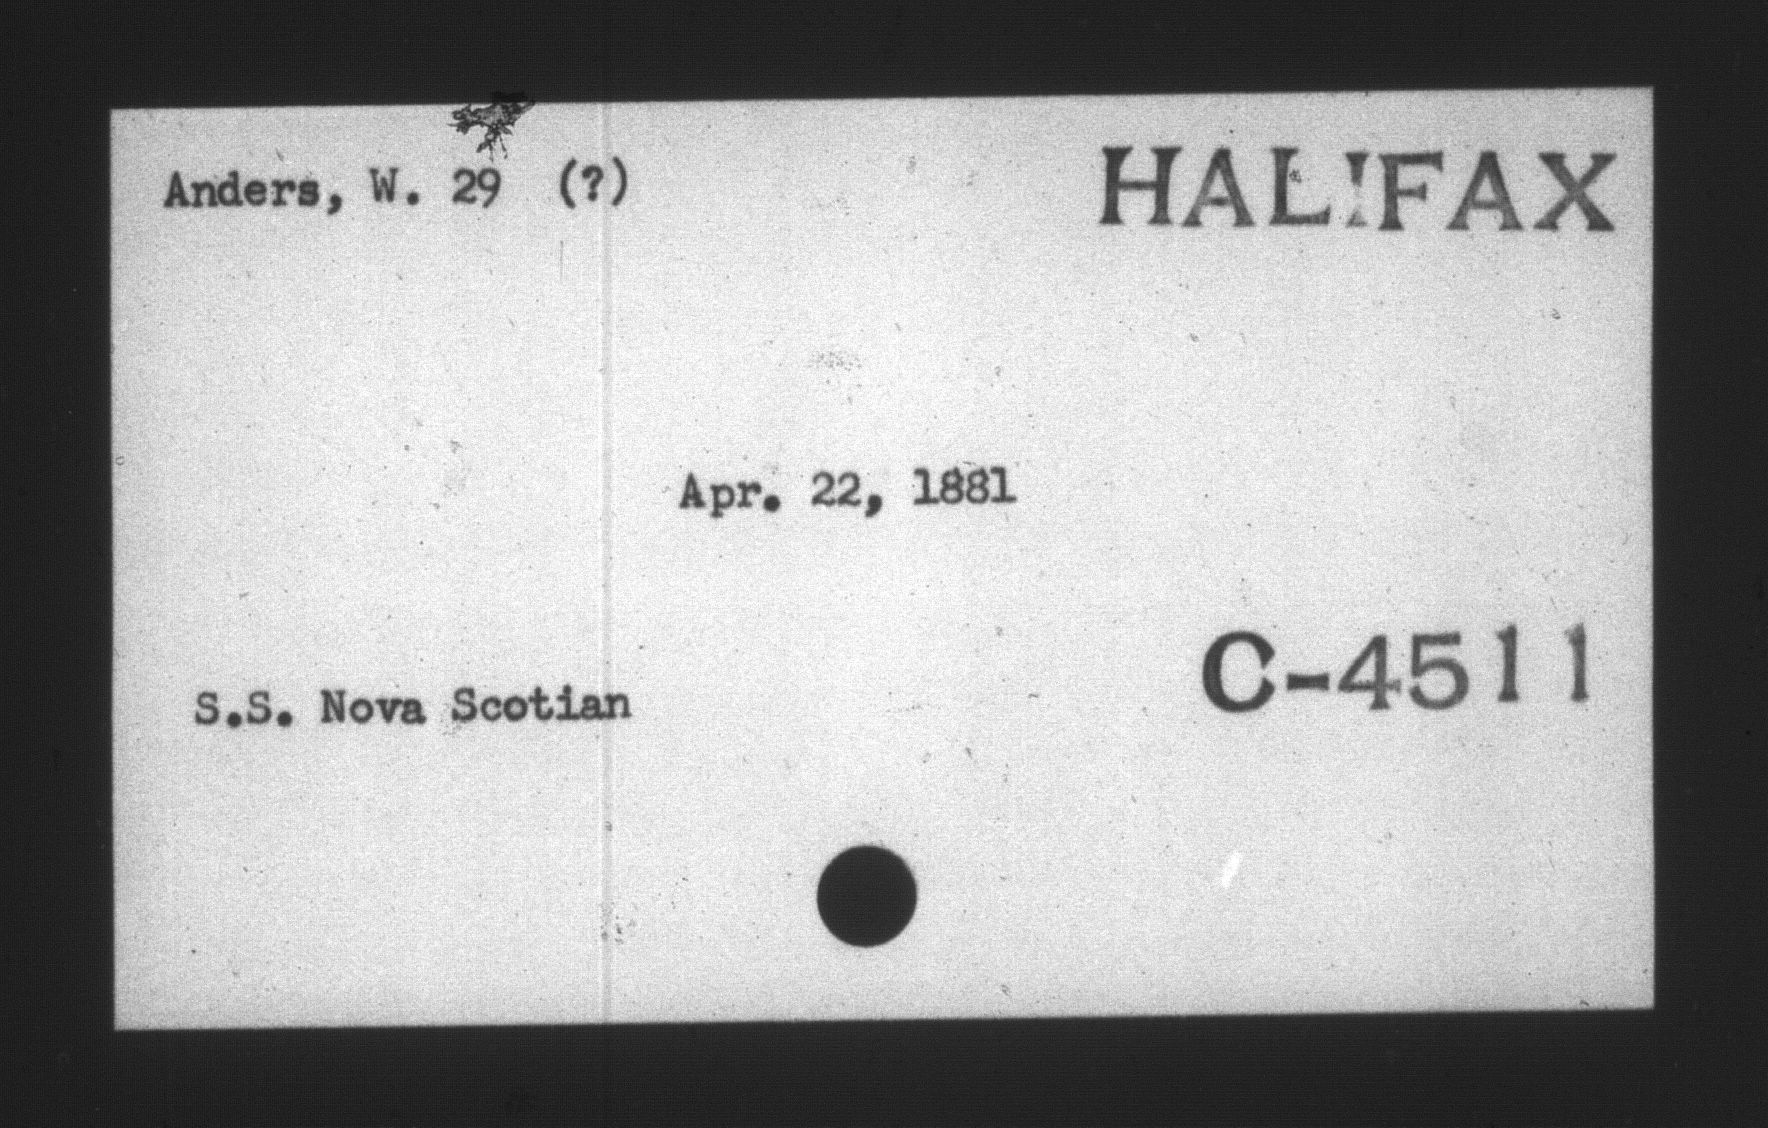 Anders, W. 29 (?)
HALIFAX
Apr. 22, 1881
C-4511
S.S. Nova Scotian